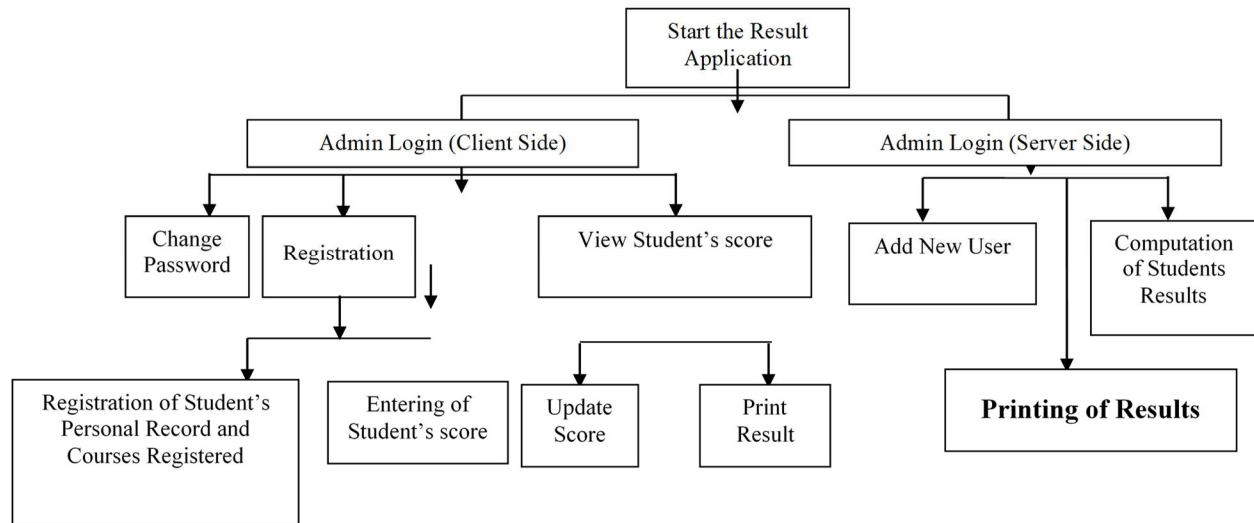 Start the Result
Application
Admin Login (Client Side)
Admin Login (Server Side)
Change
Password
Registration
View Student’s score
Add New User
Computation
of Students
Results
Registration of Student’s
Personal Record and
Courses Registered
Entering of
Student’s score
Update
Score
Print
Result
Printing of Results